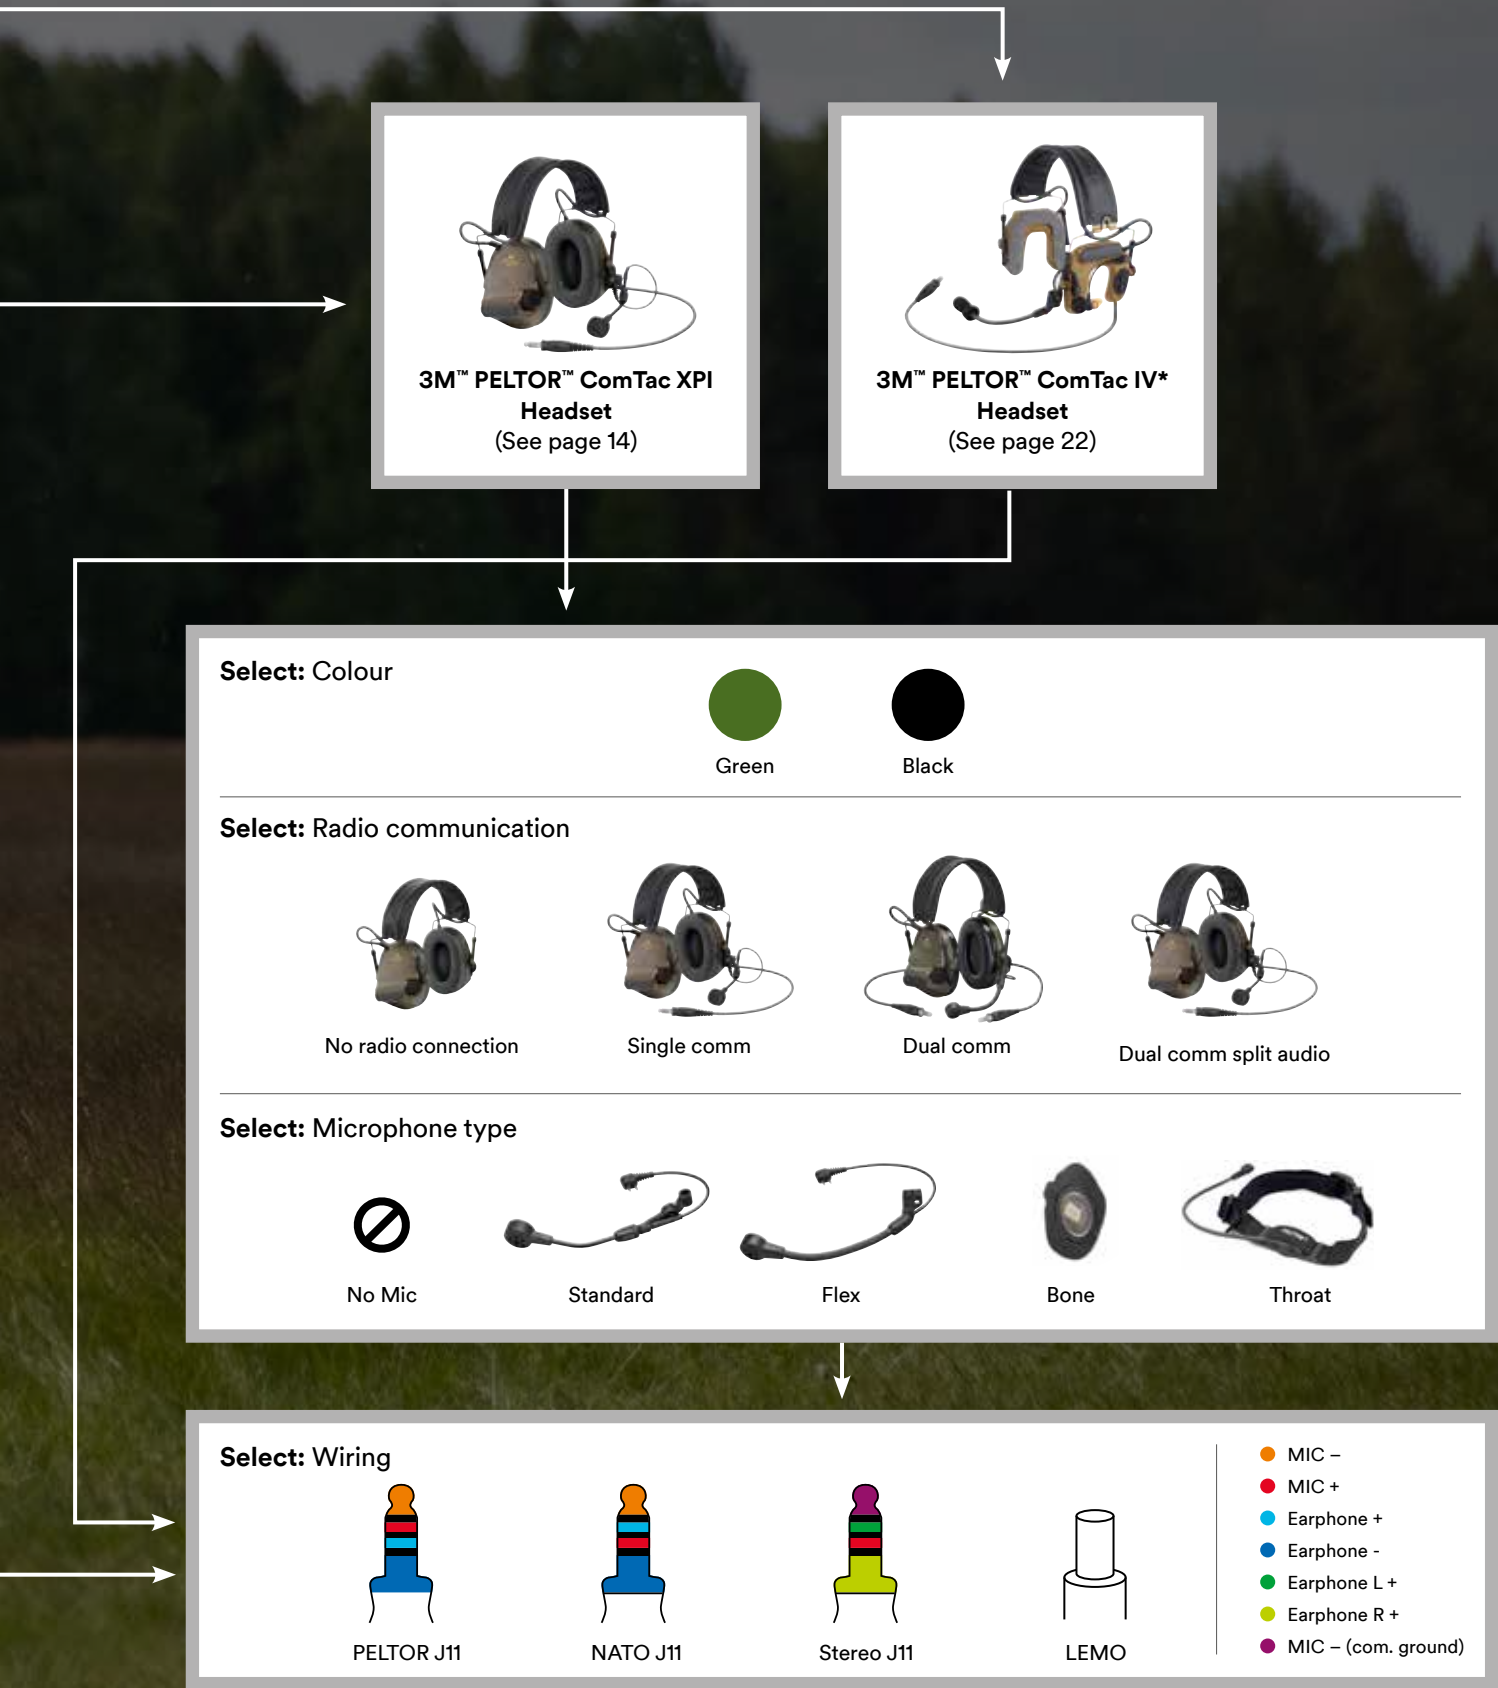 3M™ PELTOR™ ComTac XPI
Headset
(See page 14)
3M™ PELTOR™ ComTac IV*
Headset
(See page 22)
Select: Colour
Green
Black
Select: Radio communication
No radio connection
Single comm
Dual comm
Dual comm split audio
Select: Microphone type
No Mic
Standard
Flex
Bone
Throat
Select: Wiring
PELTOR J11
NATO J11
Stereo J11
LEMO
MIC –
MIC +
Earphone +
Earphone -
Earphone L +
Earphone R +
MIC – (com. ground)